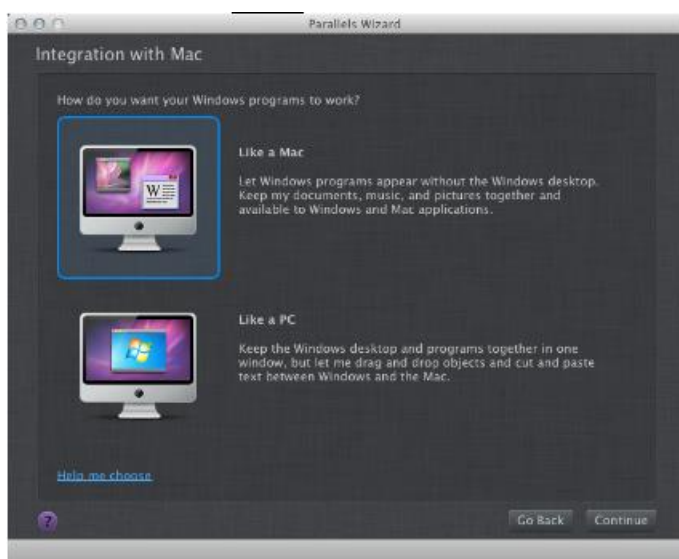 Parallels Wizard
Integration with Mac
How do you want your Windows programs to work?
Like a Mac
Let Windows programs appear without the Windows desktop.
Keep my documents, music, and pictures together and
available to Windows and Mac applications.
W
Like a PC
Keep the Windows desktop and programs together in one
window, but let me drag and drop objects and cut and paste
text between Windows and the Mac.
Help me choose
?
Go Back
Continue